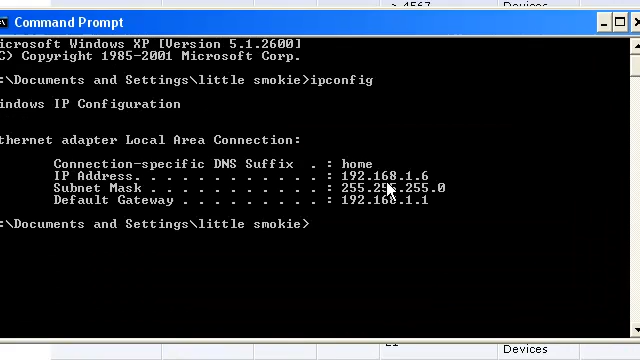 > 4567 Devices
Command Prompt
icrosoft Windows XP [Version 5.1.2600]
C) Copyright 1985-2001 Microsoft Corp.
:\Documents and Settings\little smokie>ipconfig
indows IP Configuration
thernet adapter Local Area Connection:
Connection-specific DNS Suffix . : home
IP Address. . . . . . . . . . . . : 192.168.1.6
Subnet Mask . . . . . . . . . . . : 255.255.255.0
Default Gateway . . . . . . . . . : 192.168.1.1
:\Documents and Settings\little smokie>
Devices